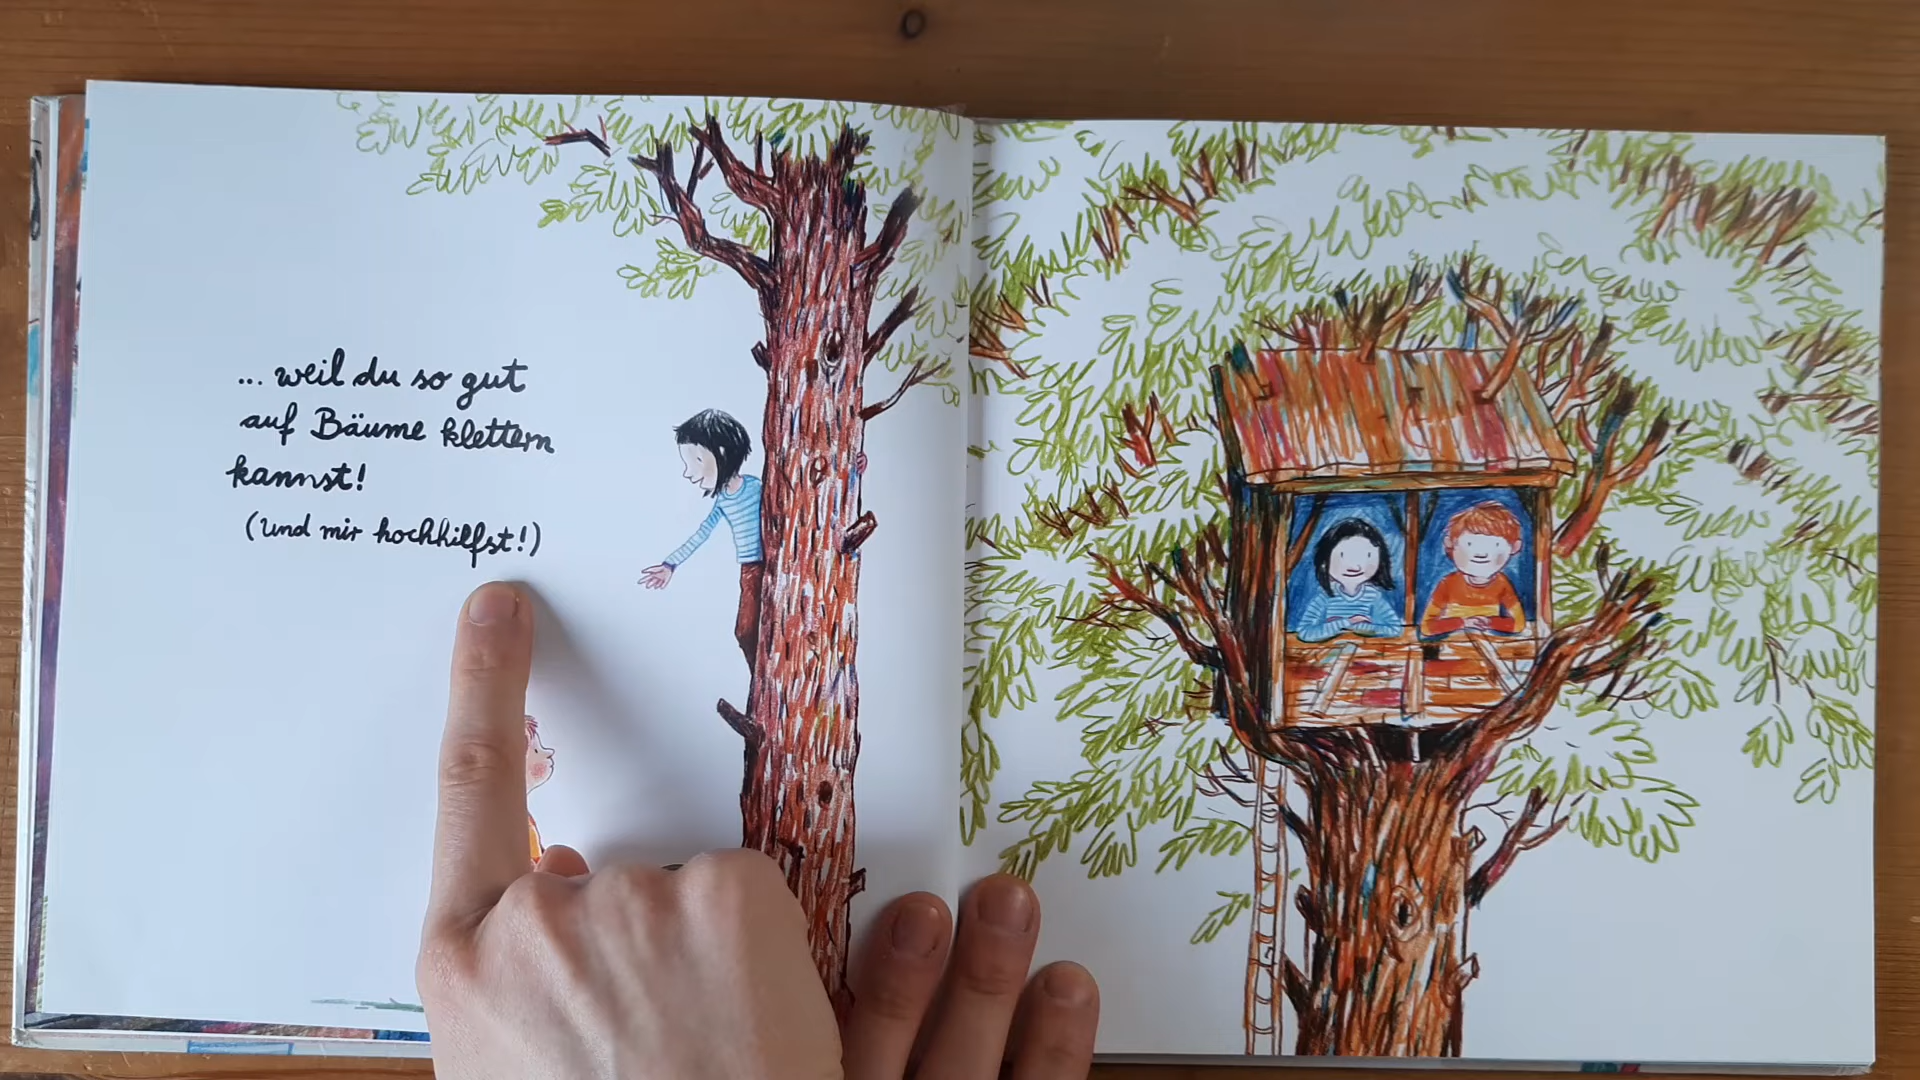 ... weil du so gut
auf Bäume klettern
kannst!
(und mir hochhilfst!)